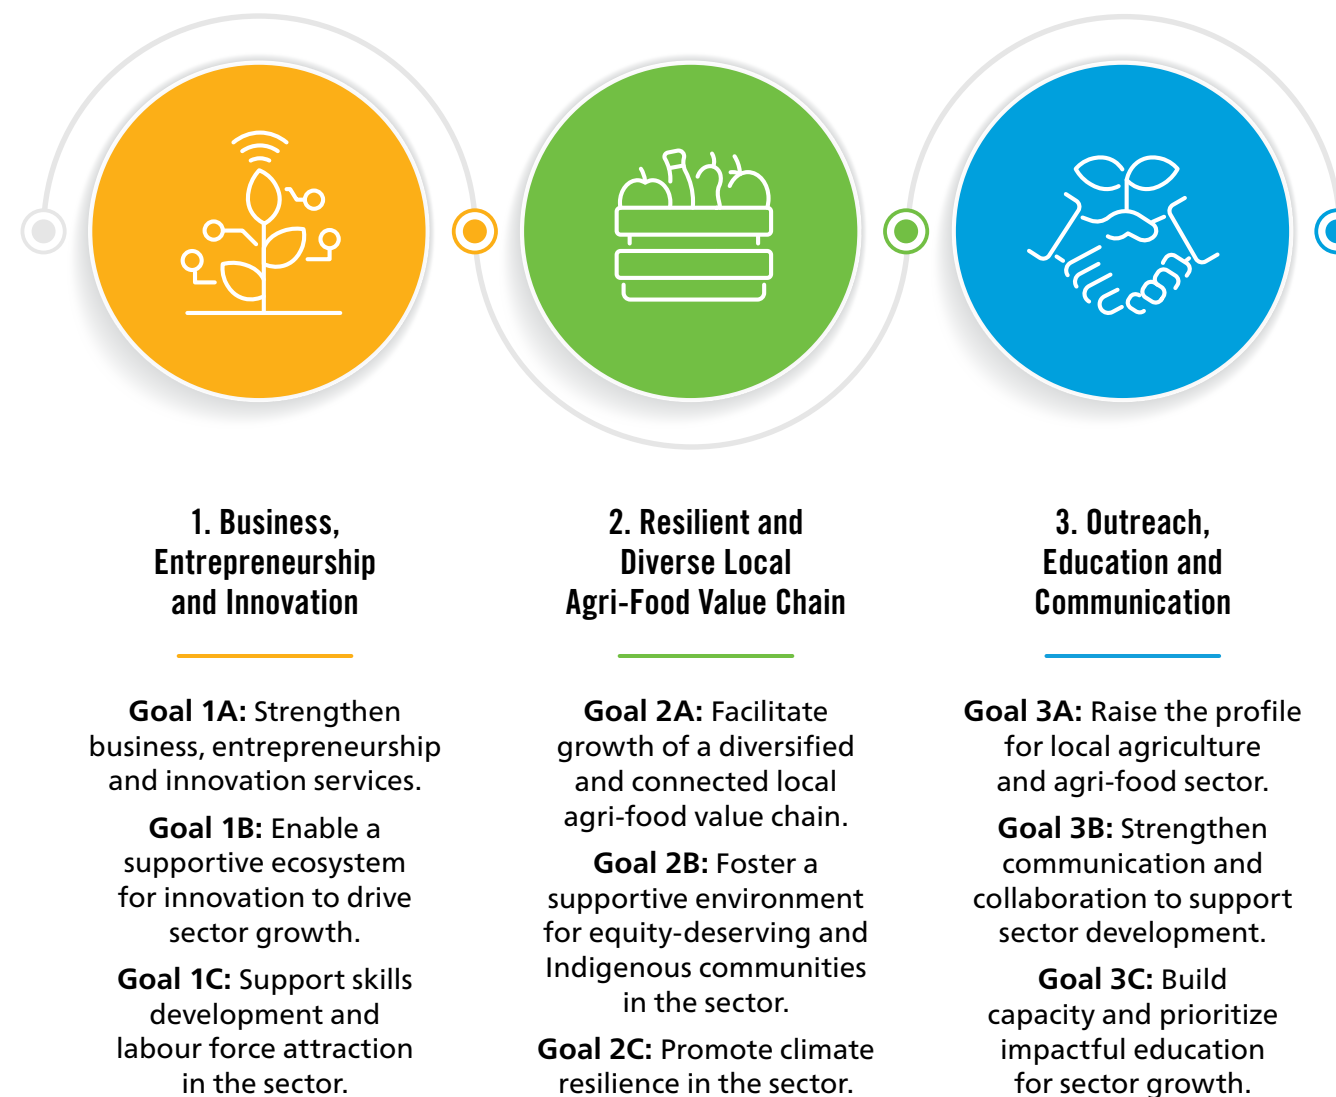 1. Business,
Entrepreneurship
and Innovation
Goal 1A: Strengthen
business, entrepreneurship
and innovation services.
Goal 1B: Enable a
supportive ecosystem
for innovation to drive
sector growth.
Goal 1C: Support skills
development and
labour force attraction
in the sector.
2. Resilient and
Diverse Local
Agri-Food Value Chain
Goal 2A: Facilitate
growth of a diversified
and connected local
agri-food value chain.
Goal 2B: Foster a
supportive environment
for equity-deserving and
Indigenous communities
in the sector.
Goal 2C: Promote climate
resilience in the sector.
3. Outreach,
Education and
Communication
Goal 3A: Raise the profile
for local agriculture
and agri-food sector.
Goal 3B: Strengthen
communication and
collaboration to support
sector development.
Goal 3C: Build
capacity and prioritize
impactful education
for sector growth.